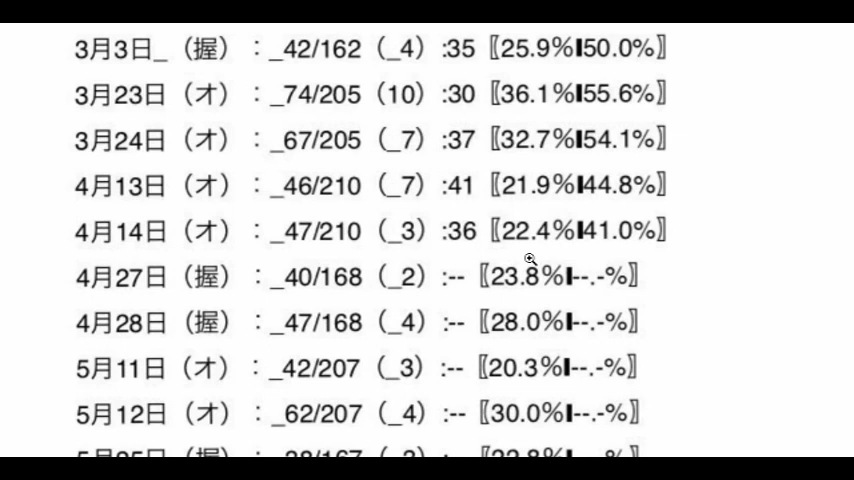 3月3日_（握）：_42/162（_4）:35〖25.9%I50.0%〗
3月23日（オ）：_74/205（10）:30〖36.1%I55.6%〗
3月24日（オ）：_67/205（_7）:37〖32.7%I54.1%〗
4月13日（オ）：_46/210（_7）:41〖21.9%I44.8%〗
4月14日（オ）：_47/210（_3）:36〖22.4%I41.0%〗
4月27日（握）：_40/168（_2）:--〖23.8%I--.-%〗
4月28日（握）：_47/168（_4）:--〖28.0%I--.-%〗
5月11日（オ）：_42/207（_3）:--〖20.3%I--.-%〗
5月12日（オ）：_62/207（_4）:--〖30.0%I--.-%〗